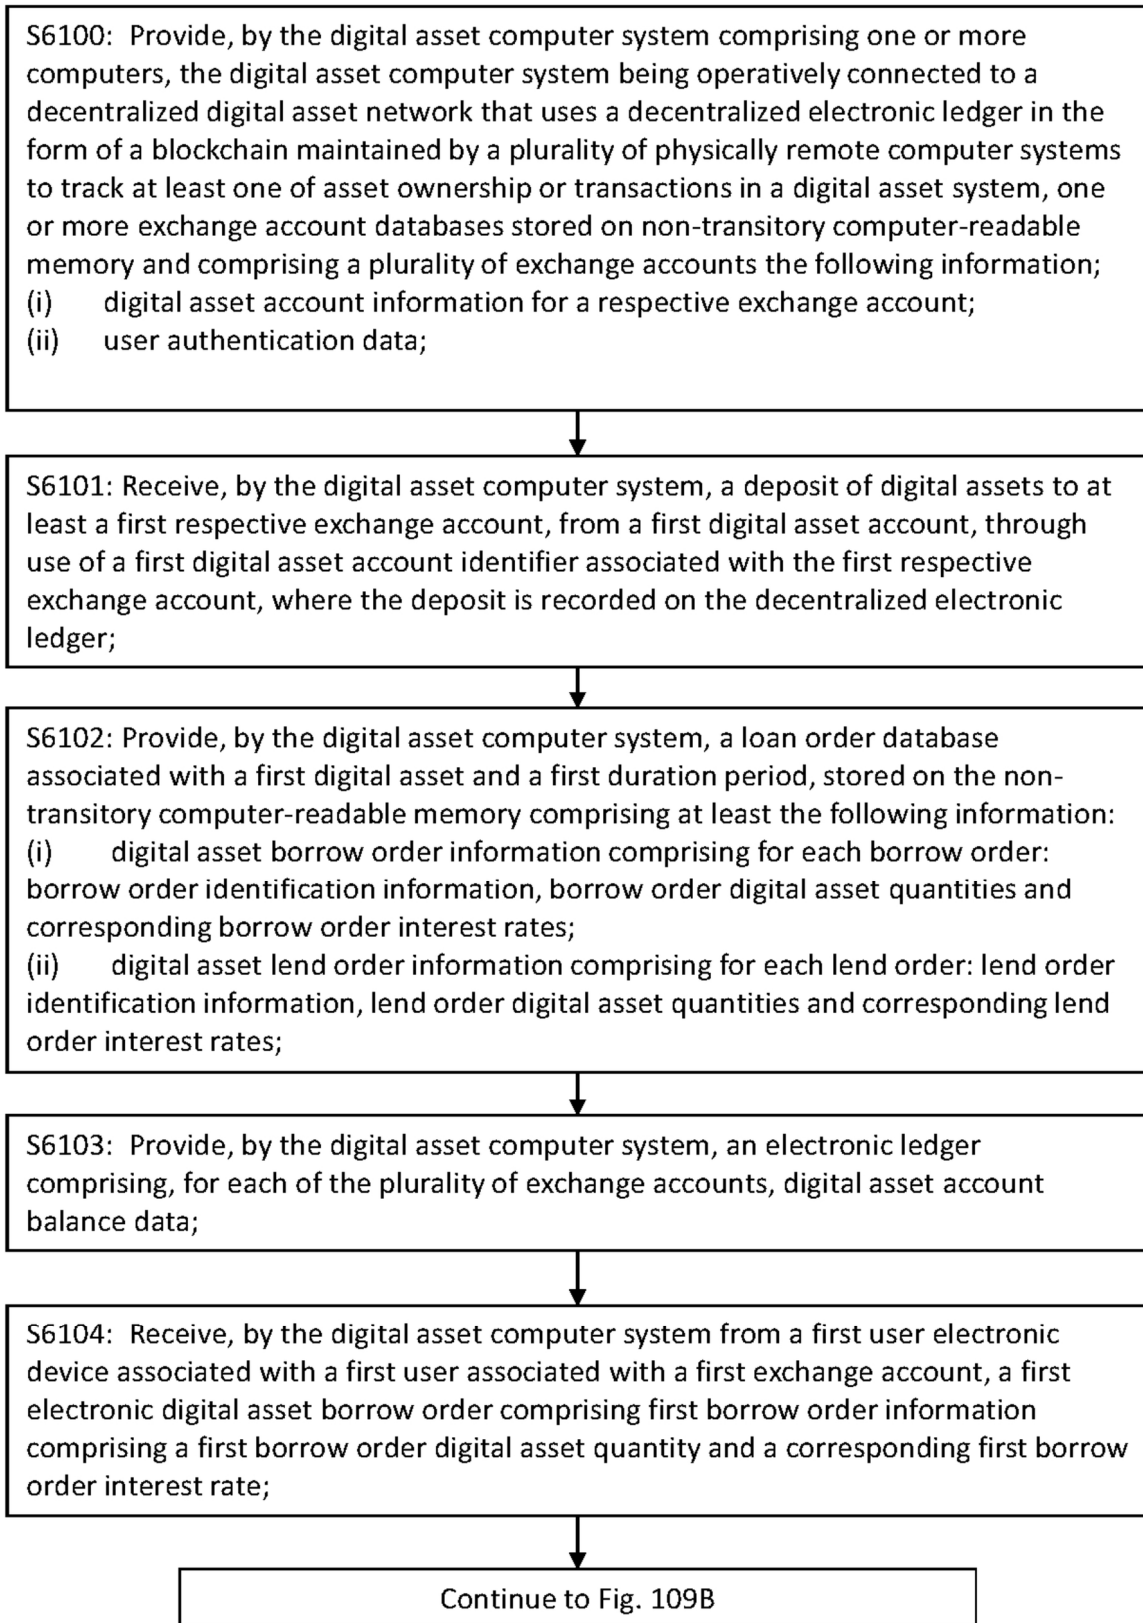 S6100: Provide, by the digital asset computer system comprising one or more
computers, the digital asset computer system being operatively connected to a
decentralized digital asset network that uses a decentralized electronic ledger in the
form of a blockchain maintained by a plurality of physically remote computer systems
to track at least one of asset ownership or transactions in a digital asset system, one
or more exchange account databases stored on non-transitory computer-readable
memory and comprising a plurality of exchange accounts the following information;
(i) digital asset account information for a respective exchange account;
(ii) user authentication data;
S6101: Receive, by the digital asset computer system, a deposit of digital assets to at
least a first respective exchange account, from a first digital asset account, through
use of a first digital asset account identifier associated with the first respective
exchange account, where the deposit is recorded on the decentralized electronic
ledger;
S6102: Provide, by the digital asset computer system, a loan order database
associated with a first digital asset and a first duration period, stored on the non-
transitory computer-readable memory comprising at least the following information:
(i) digital asset borrow order information comprising for each borrow order:
borrow order identification information, borrow order digital asset quantities and
corresponding borrow order interest rates;
(ii) digital asset lend order information comprising for each lend order: lend order
identification information, lend order digital asset quantities and corresponding lend
order interest rates;
S6103: Provide, by the digital asset computer system, an electronic ledger
comprising, for each of the plurality of exchange accounts, digital asset account
balance data;
S6104: Receive, by the digital asset computer system from a first user electronic
device associated with a first user associated with a first exchange account, a first
electronic digital asset borrow order comprising first borrow order information
comprising a first borrow order digital asset quantity and a corresponding first borrow
order interest rate;
Continue to Fig. 109B